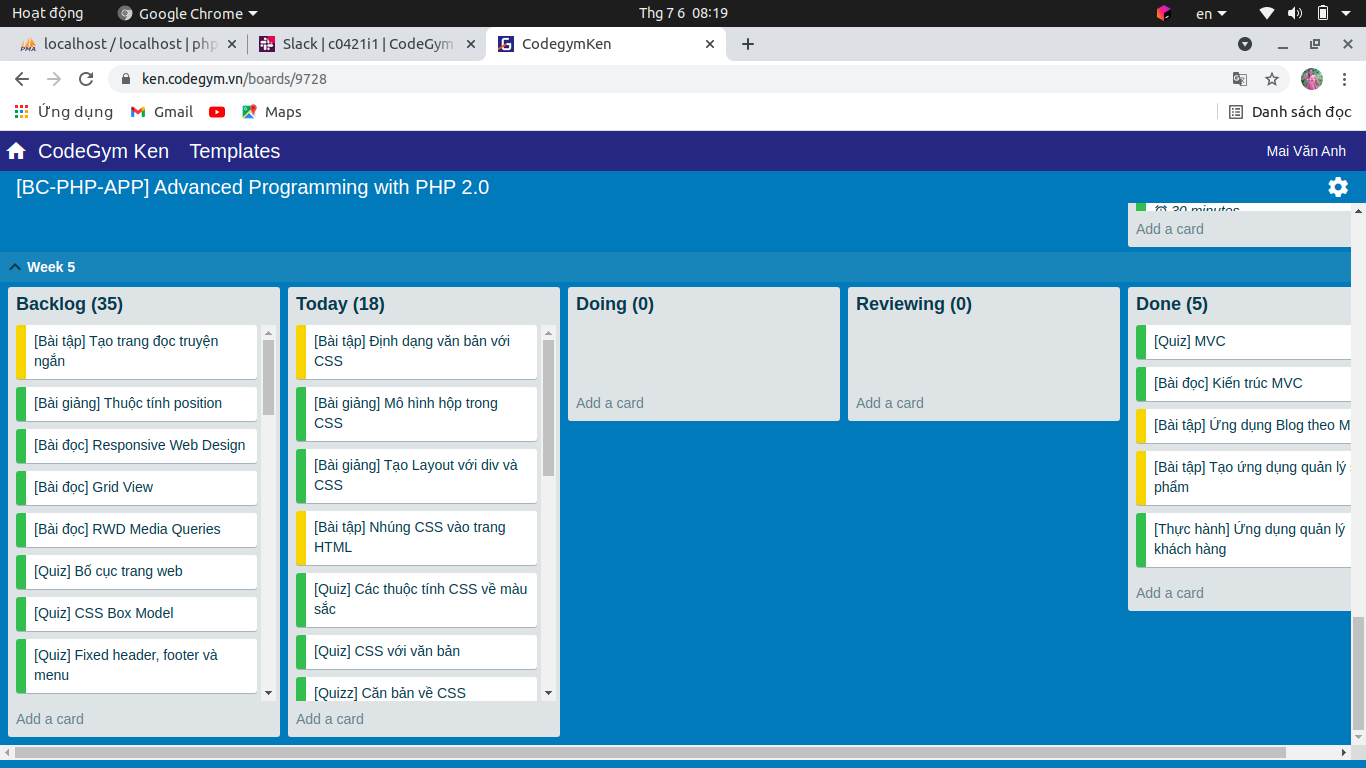 Hoạt động
Google Chrome
Thg 7 6 08:19
en
localhost / localhost | php
Slack | c0421i1 | CodeGym
CodegymKen
ken.codegym.vn/boards/9728
Ứng dụng
Gmail
Maps
Danh sách đọc
CodeGym Ken
Templates
Mai Văn Anh
[BC-PHP-APP] Advanced Programming with PHP 2.0
30 minutes
Add a card
Week 5
Backlog (35)
[Bài tập] Tạo trang đọc truyện
ngắn
[Bài giảng] Thuộc tính position
[Bài đọc] Responsive Web Design
[Bài đọc] Grid View
[Bài đọc] RWD Media Queries
[Quiz] Bố cục trang web
[Quiz] CSS Box Model
[Quiz] Fixed header, footer và
menu
Add a card
Today (18)
[Bài tập] Định dạng văn bản với
CSS
[Bài giảng] Mô hình hộp trong
CSS
[Bài giảng] Tạo Layout với div và
CSS
[Bài tập] Nhúng CSS vào trang
HTML
[Quiz] Các thuộc tính CSS về màu
sắc
[Quiz] CSS với văn bản
[Quizz] Căn bản về CSS
Add a card
Doing (0)
Add a card
Reviewing (0)
Add a card
Done (5)
[Quiz] MVC
[Bài đọc] Kiến trúc MVC
[Bài tập] Ứng dụng Blog theo M
[Bài tập] Tạo ứng dụng quản lý
phẩm
[Thực hành] Ứng dụng quản lý
khách hàng
Add a card